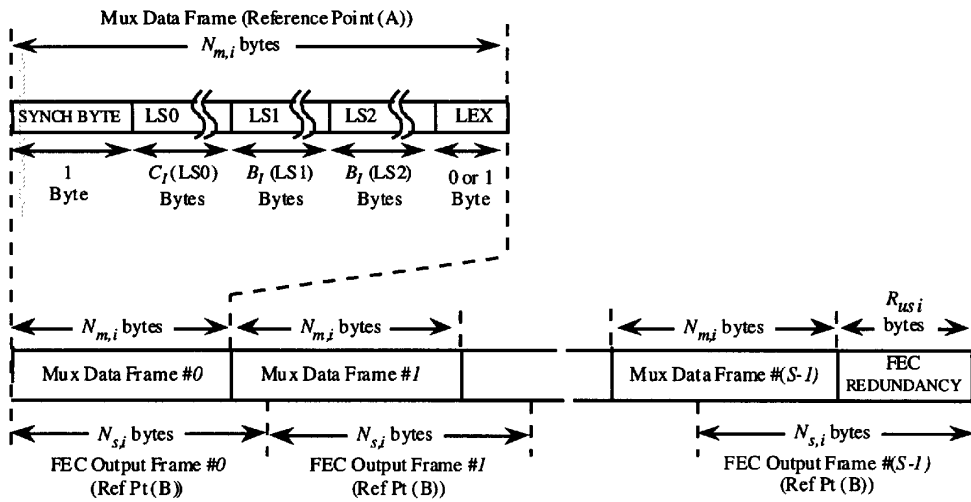 Mux Data Frame (Reference Point (A))
N_{m,i} bytes
SYNCH BYTE LS0 LS1 LS2 LEX
1 Byte
C_I (LS0) Bytes
B_I (LS1) Bytes
B_I (LS2) Bytes
0 or 1 Byte
N_{m,i} bytes N_{m,i} bytes N_{m,i} bytes R_{usi} bytes
Mux Data Frame #0 Mux Data Frame #1 Mux Data Frame #(S-1) FEC REDUNDANCY
N_{s,i} bytes N_{s,i} bytes N_{s,i} bytes
FEC Output Frame #0 (Ref Pt (B))
FEC Output Frame #1 (Ref Pt (B))
FEC Output Frame #(S-1) (Ref Pt (B))